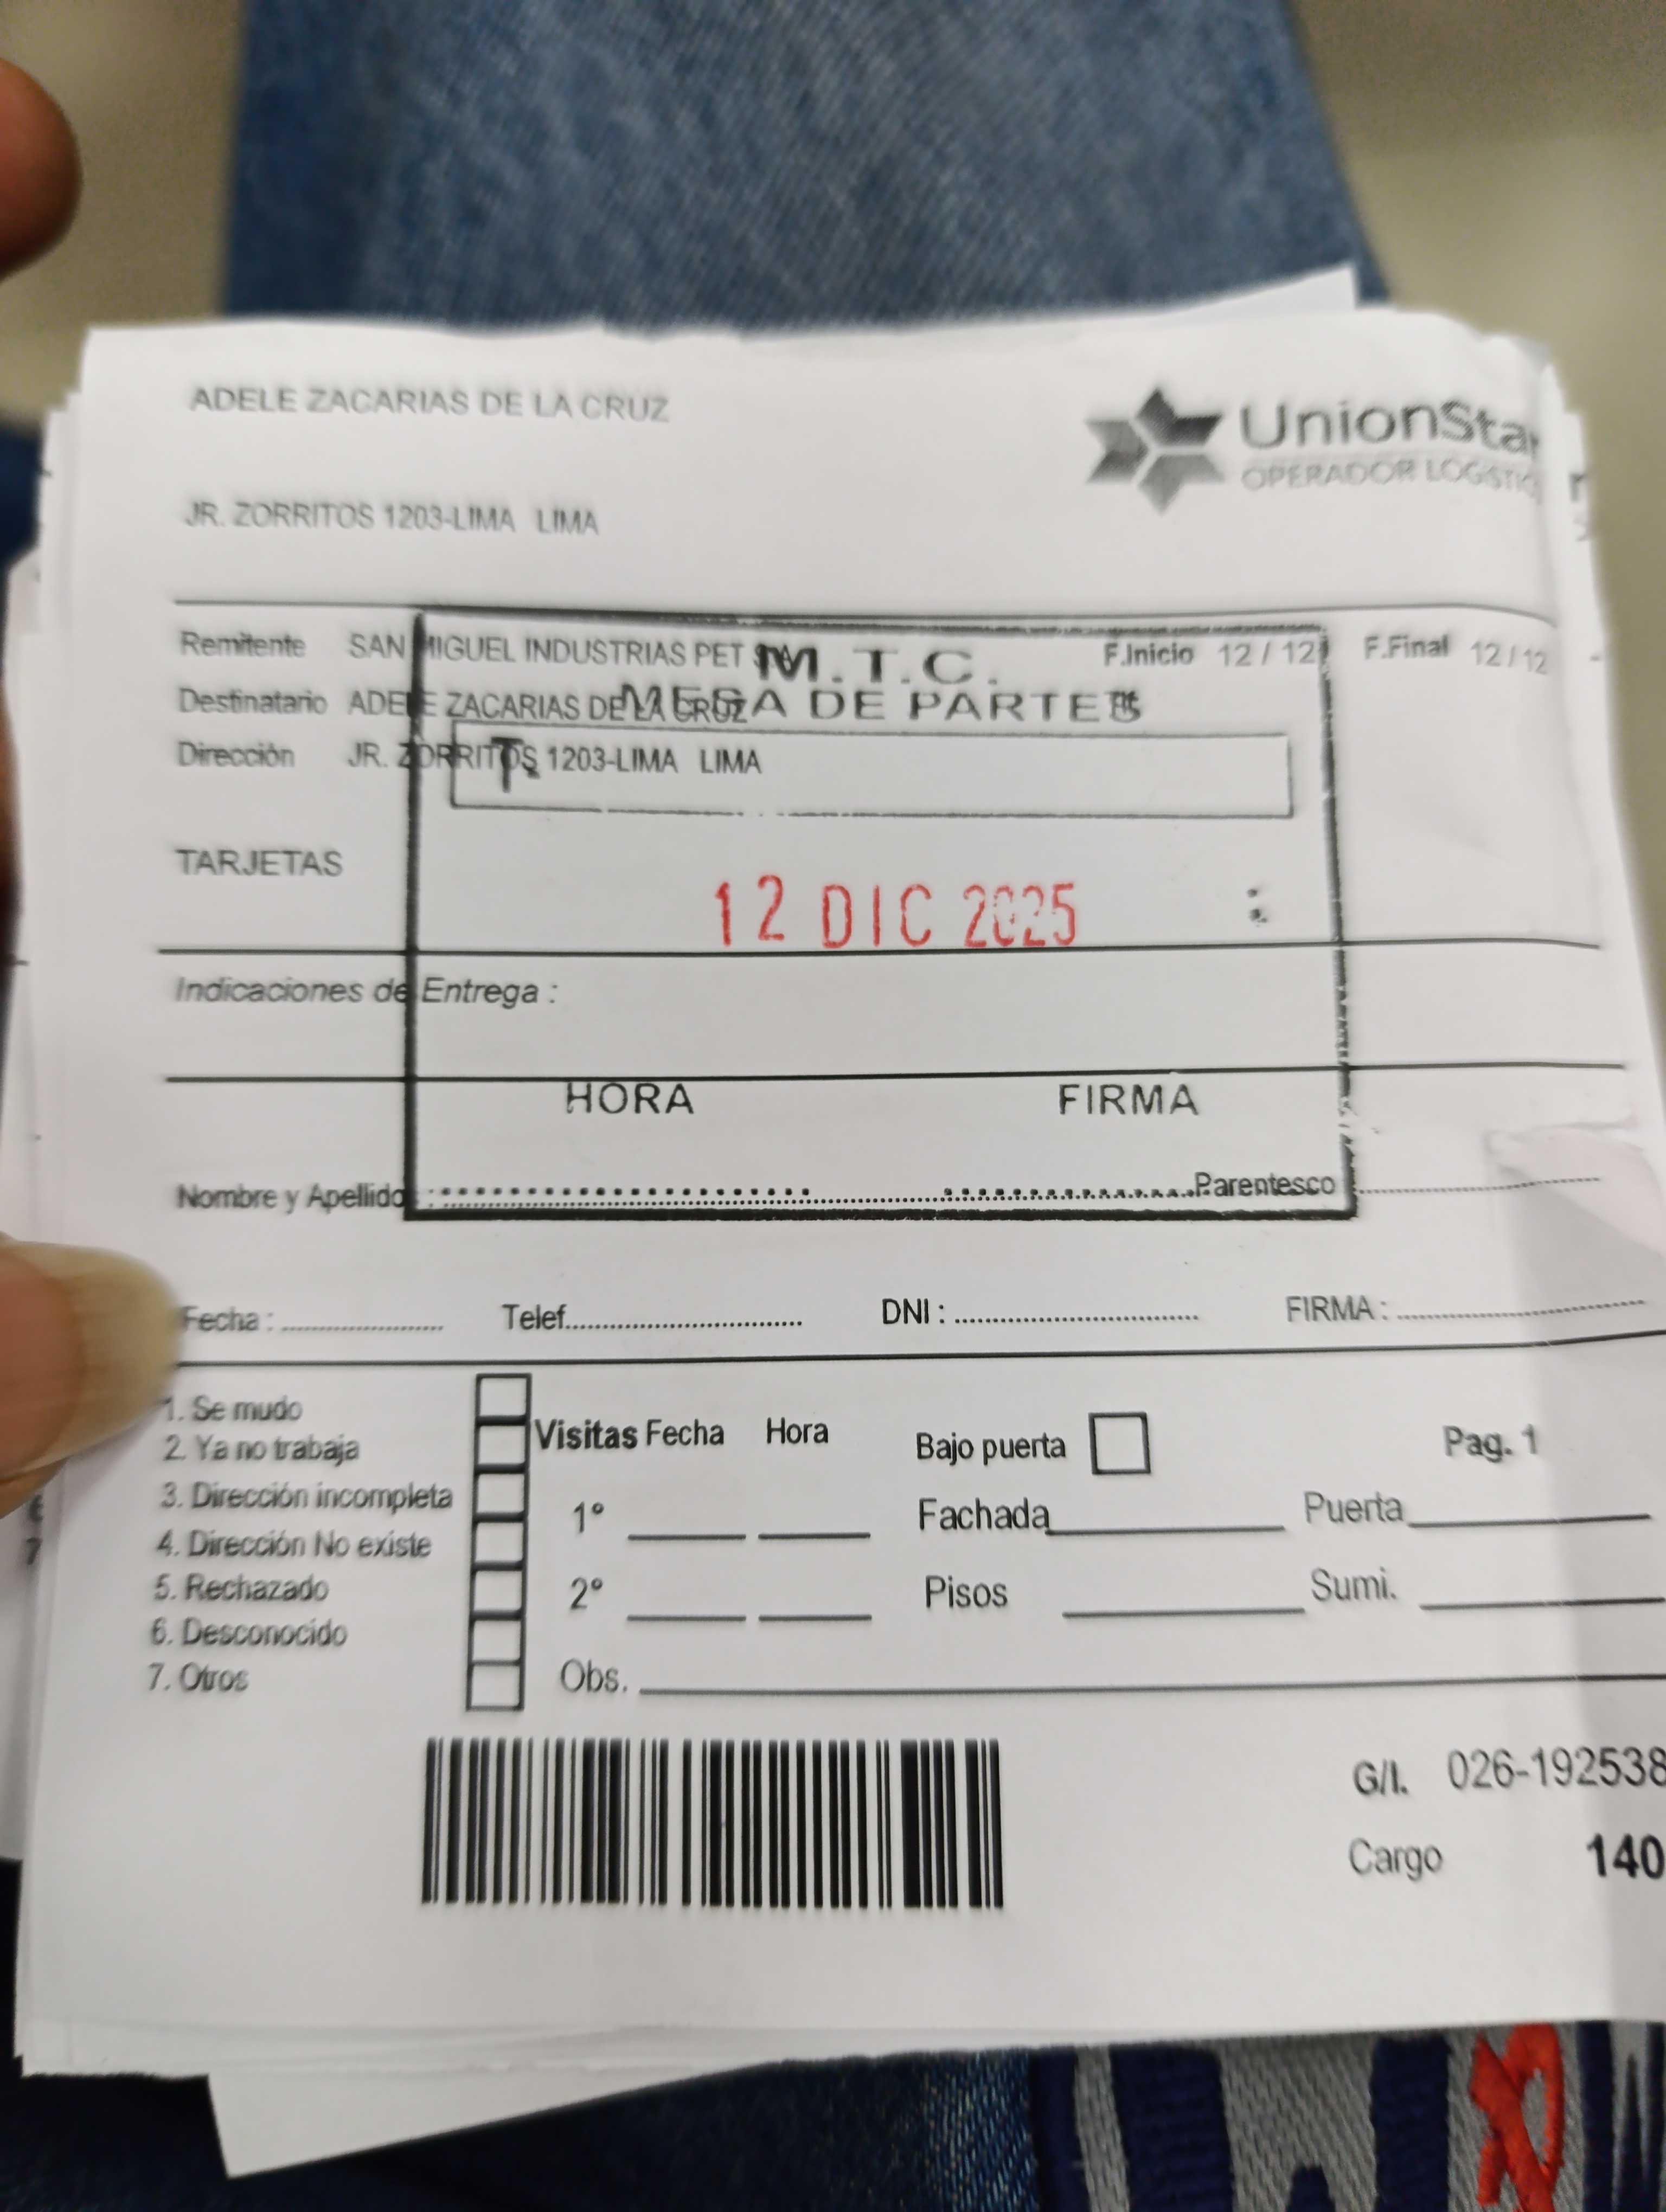 ADELE ZACARIAS DE LA CRUZ
UnionSta
OPERADOR LOGISTIC
JR. ZORRITOS 1203-LIMA LIMA
Remitente SAN MIGUEL INDUSTRIAS PET F.Inicio 12 / 12 F.Final 12 / 12
M.T.C.
Destinatario ADELE ZACARIAS DE LA CRUZ
MESA DE PARTES
Dirección JR. ZORRITOS 1203-LIMA LIMA
T.
TARJETAS
12 DIC 2025 :
Indicaciones de Entrega :
HORA FIRMA
Nombre y Apellido : Parentesco
Fecha : Telef. DNI : FIRMA :
1. Se mudo
2. Ya no trabaja
3. Dirección incompleta
4. Dirección No existe
5. Rechazado
6. Desconocido
7. Otros
Visitas Fecha Hora
1°
2°
Obs.
Bajo puerta Pag. 1
Fachada Puerta
Pisos Sumi.
G/I. 026-192538
Cargo 140